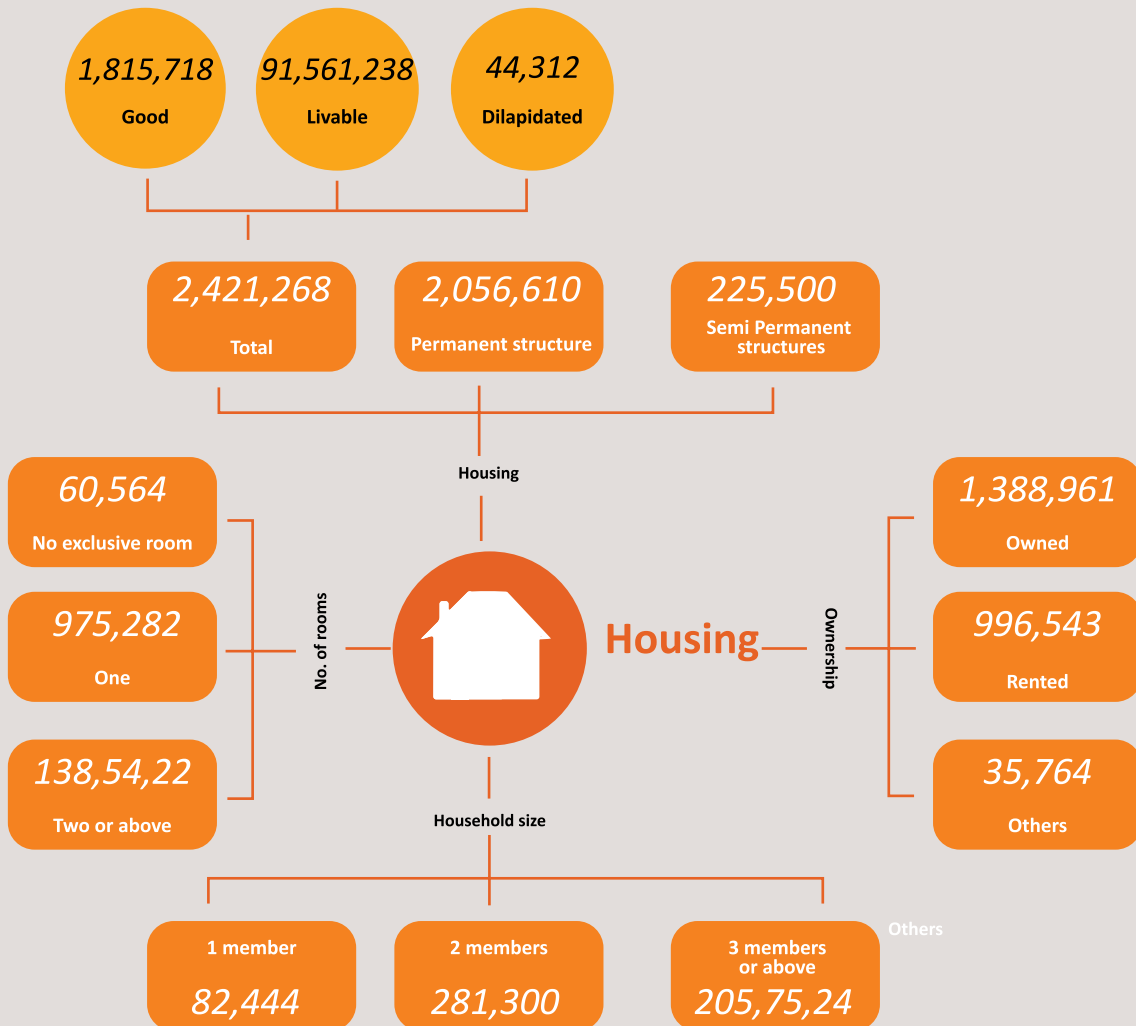 1,815,718
Good
91,561,238
Livable
44,312
Dilapidated
2,421,268
Total
2,056,610
Permanent structure
225,500
Semi Permanent
structures
Housing
60,564
No exclusive room
975,282
One
138,54,22
Two or above
No. of rooms
Housing
Ownership
1,388,961
Owned
996,543
Rented
35,764
Others
Household size
1 member
82,444
2 members
281,300
3 members
or above
205,75,24
Others